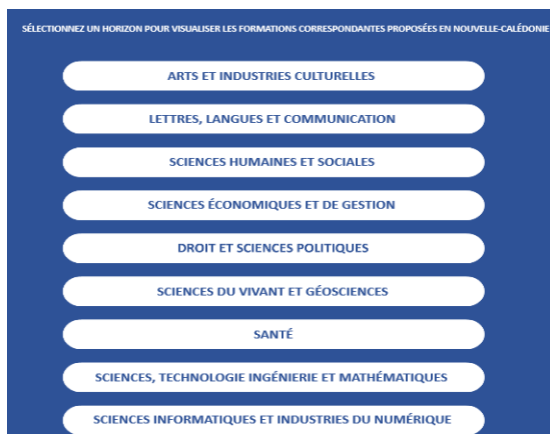 SÉLECTIONNEZ UN HORIZON POUR VISUALISER LES FORMATIONS CORRESPONDANTES PROPOSÉES EN NOUVELLE-CALÉDONIE
ARTS ET INDUSTRIES CULTURELLES
LETTRES, LANGUES ET COMMUNICATION
SCIENCES HUMAINES ET SOCIALES
SCIENCES ÉCONOMIQUES ET DE GESTION
DROIT ET SCIENCES POLITIQUES
SCIENCES DU VIVANT ET GÉOSCIENCES
SANTÉ
SCIENCES, TECHNOLOGIE INGÉNIERIE ET MATHÉMATIQUES
SCIENCES INFORMATIQUES ET INDUSTRIES DU NUMÉRIQUE